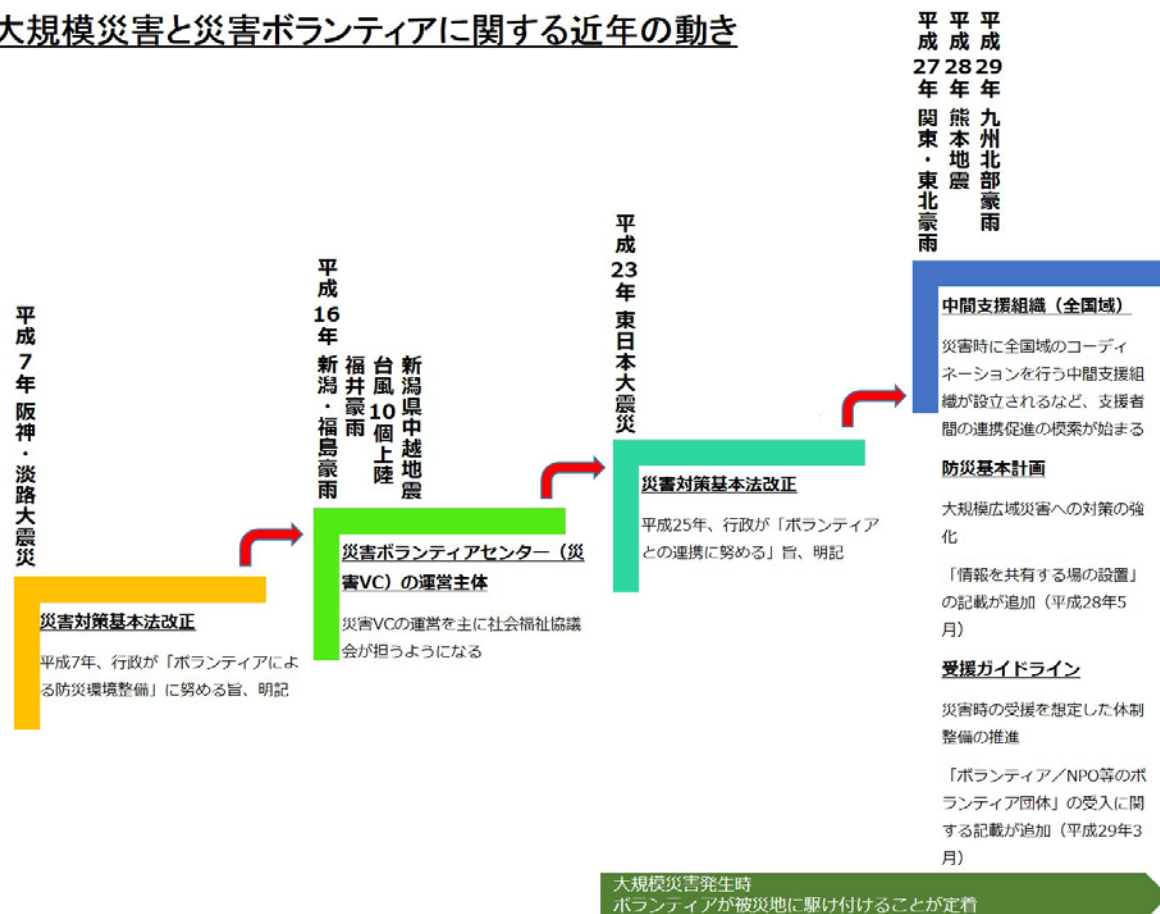 大規模災害と災害ボランティアに関する近年の動き
平成7年 阪神・淡路大震災
災害対策基本法改正
平成7年、行政が「ボランティアによ
る防災環境整備」に努める旨、明記
平成16年 新潟・福島豪雨
福井豪雨
台風10個上陸
新潟県中越地震
災害ボランティアセンター（災
害VC）の運営主体
災害VCの運営を主に社会福祉協議
会が担うようになる
平成23年 東日本大震災
災害対策基本法改正
平成25年、行政が「ボランティア
との連携に努める」旨、明記
平成27年 関東・東北豪雨
平成28年 熊本地震
平成29年 九州北部豪雨
中間支援組織（全国域）
災害時に全国域のコーディ
ネーションを行う中間支援組
織が設立されるなど、支援者
間の連携促進の模索が始まる
防災基本計画
大規模広域災害への対策の強
化
「情報を共有する場の設置」
の記載が追加（平成28年5
月）
受援ガイドライン
災害時の受援を想定した体制
整備の推進
「ボランティア／NPO等のボ
ランティア団体」の受入に関
する記載が追加（平成29年3
月）
大規模災害発生時
ボランティアが被災地に駆け付けることが定着